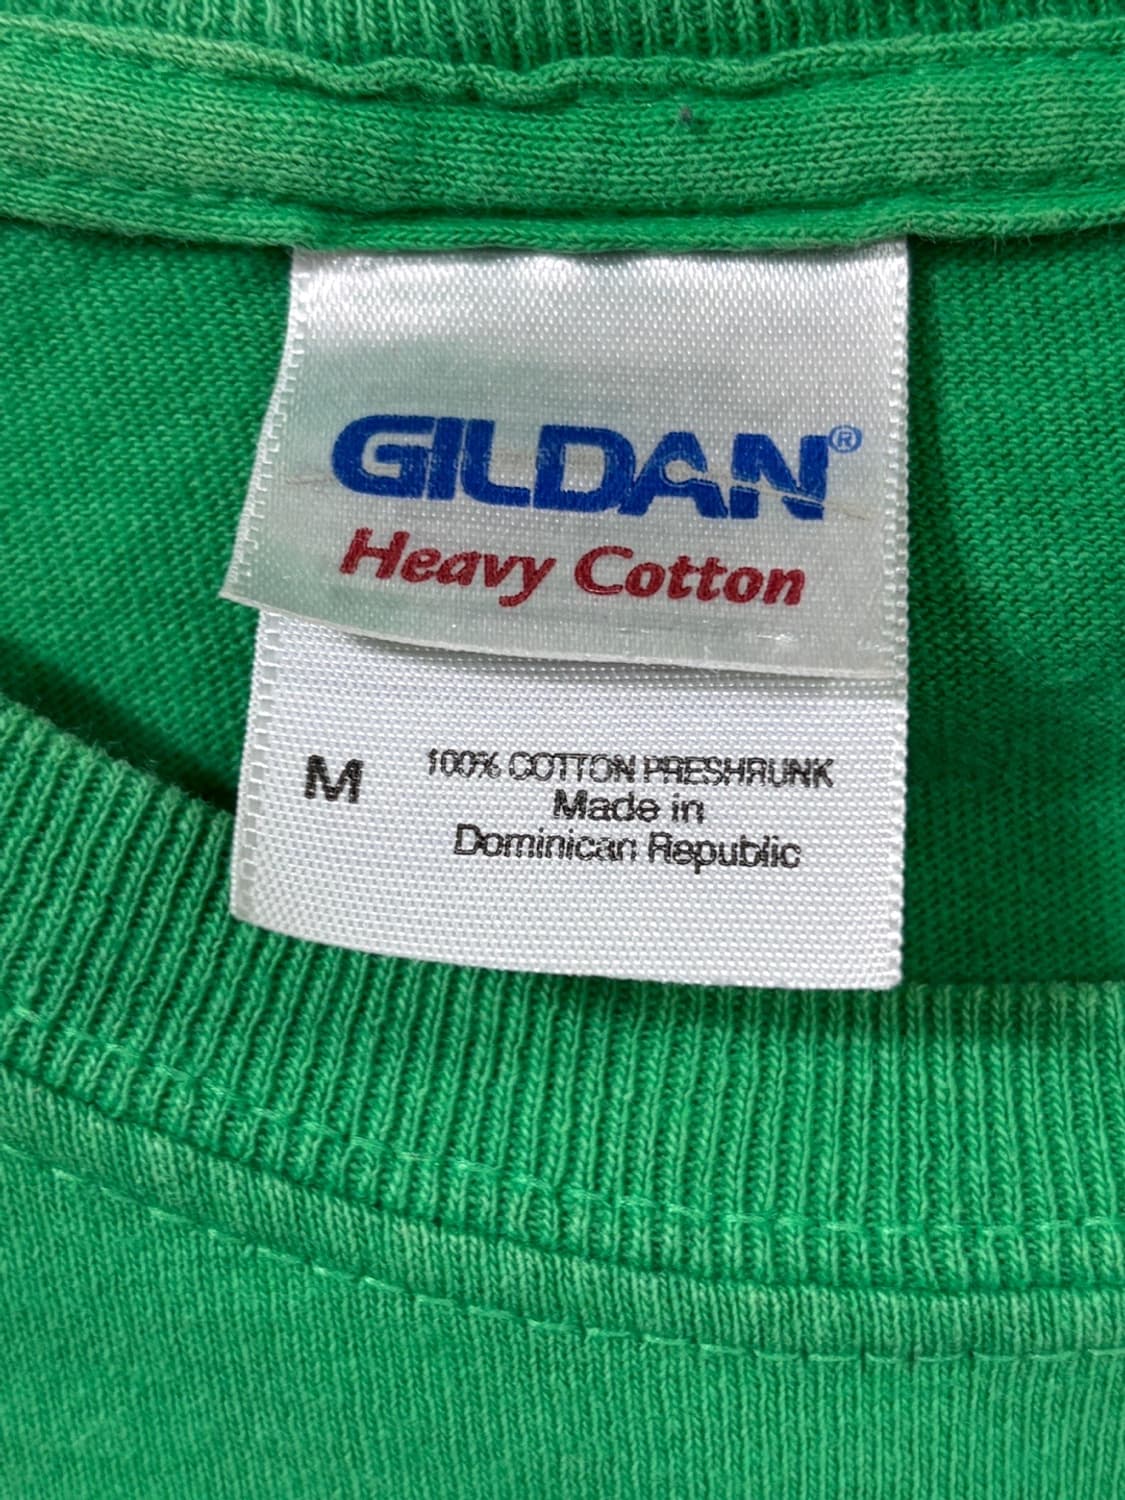 GILDAN®
Heavy Cotton
M 100% COTTON PRESHRUNK
Made in
Dominican Republic